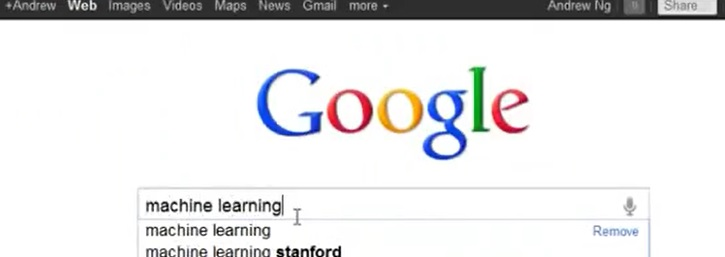 +Andrew Web Images Videos Maps News Gmail more Andrew Ng Share...
Google
machine learning
machine learning Remove
machine learning stanford